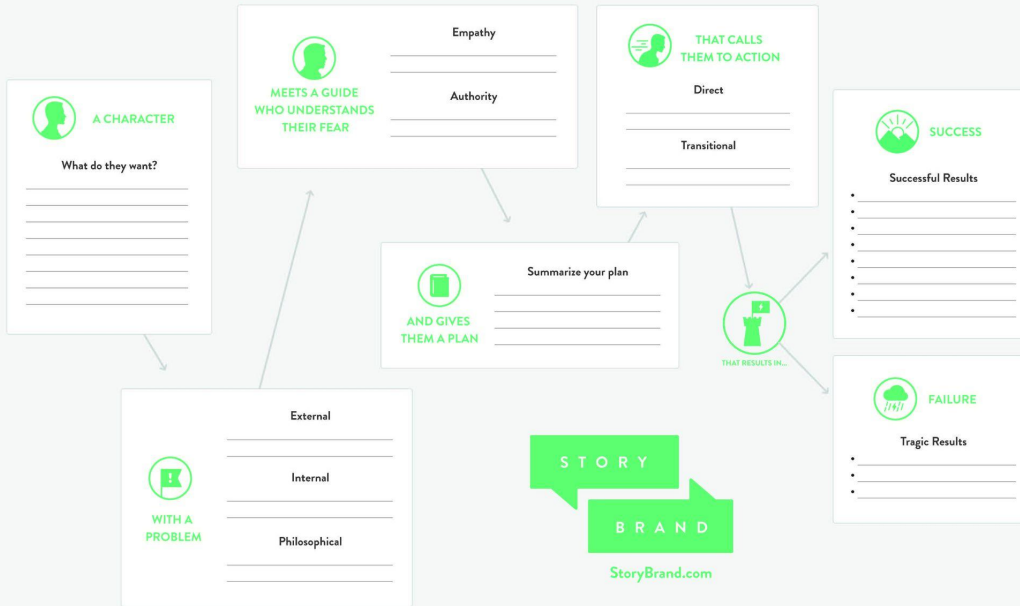 A CHARACTER
What do they want?
WITH A
PROBLEM
External
Internal
Philosophical
MEETS A GUIDE
WHO UNDERSTANDS
THEIR FEAR
Empathy
Authority
AND GIVES
THEM A PLAN
Summarize your plan
THAT CALLS
THEM TO ACTION
Direct
Transitional
THAT RESULTS IN...
SUCCESS
Successful Results
FAILURE
Tragic Results
STORY
BRAND
StoryBrand.com